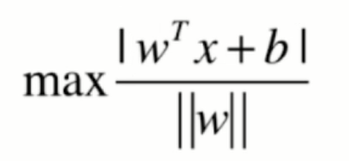 max |w^T x + b| / ||w||